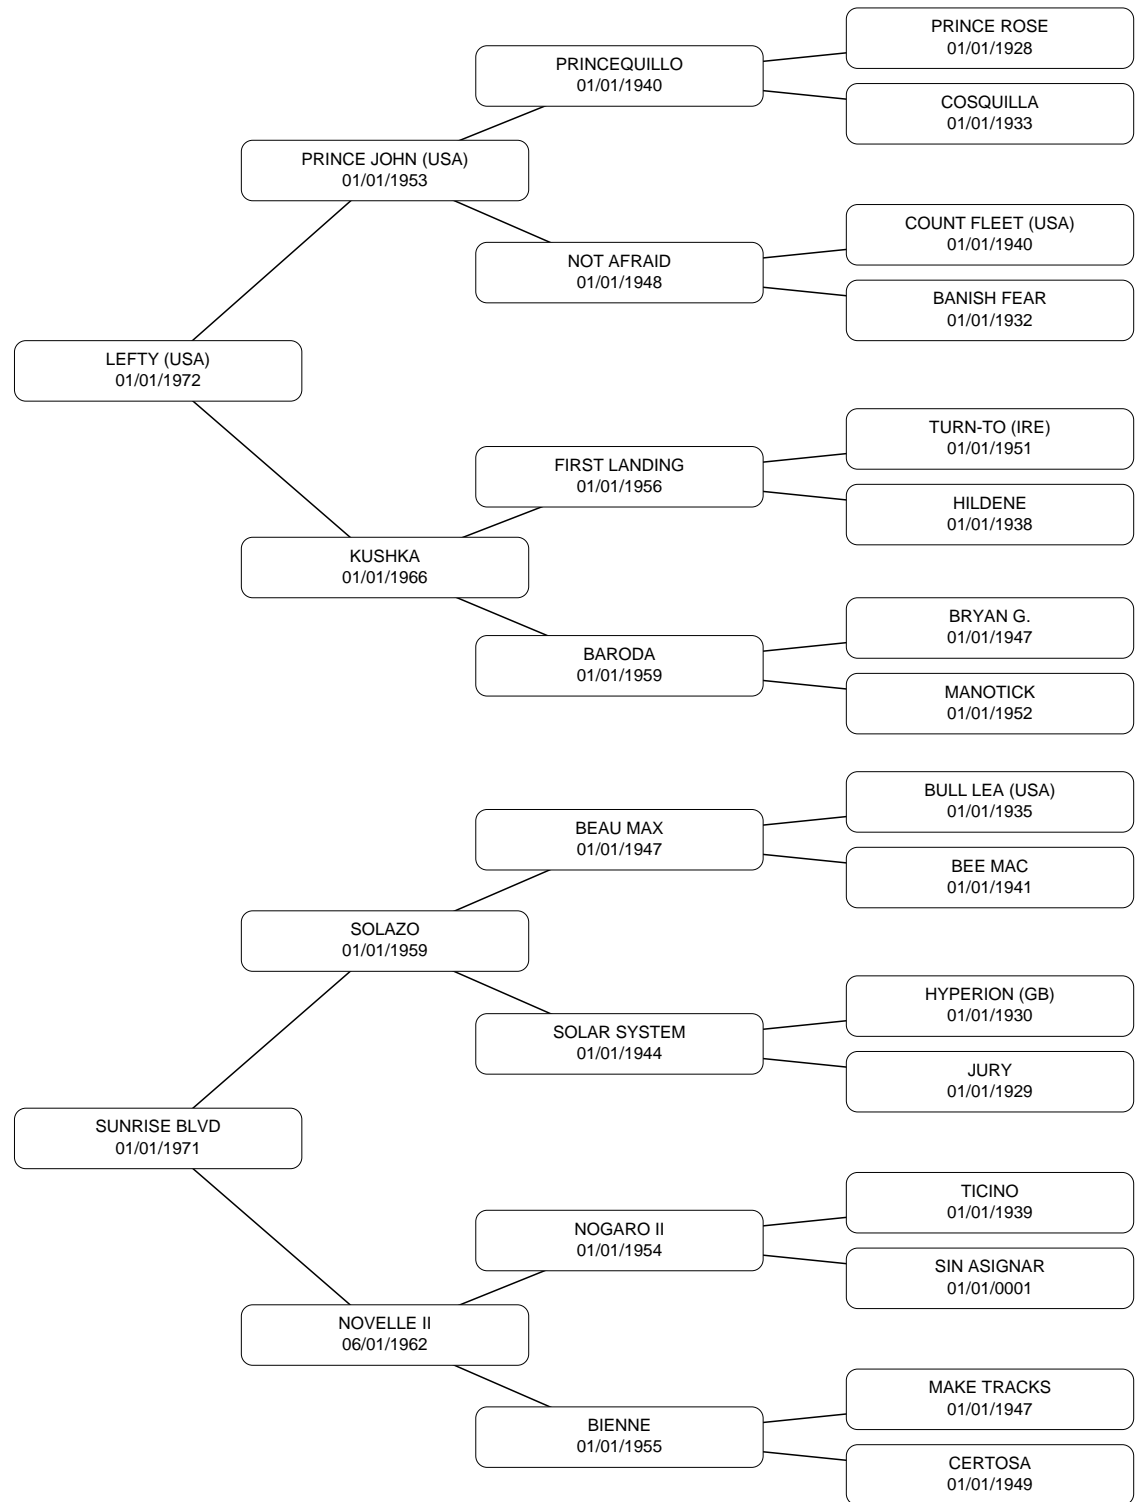 PRINCE ROSE
01/01/1928
PRINCEQUILLO
01/01/1940
COSQUILLA
01/01/1933
PRINCE JOHN (USA)
01/01/1953
COUNT FLEET (USA)
01/01/1940
NOT AFRAID
01/01/1948
BANISH FEAR
01/01/1932
LEFTY (USA)
01/01/1972
TURN-TO (IRE)
01/01/1951
FIRST LANDING
01/01/1956
HILDENE
01/01/1938
KUSHKA
01/01/1966
BRYAN G.
01/01/1947
BARODA
01/01/1959
MANOTICK
01/01/1952
BULL LEA (USA)
01/01/1935
BEAU MAX
01/01/1947
BEE MAC
01/01/1941
SOLAZO
01/01/1959
HYPERION (GB)
01/01/1930
SOLAR SYSTEM
01/01/1944
JURY
01/01/1929
SUNRISE BLVD
01/01/1971
TICINO
01/01/1939
NOGARO II
01/01/1954
SIN ASIGNAR
01/01/0001
NOVELLE II
06/01/1962
MAKE TRACKS
01/01/1947
BIENNE
01/01/1955
CERTOSA
01/01/1949